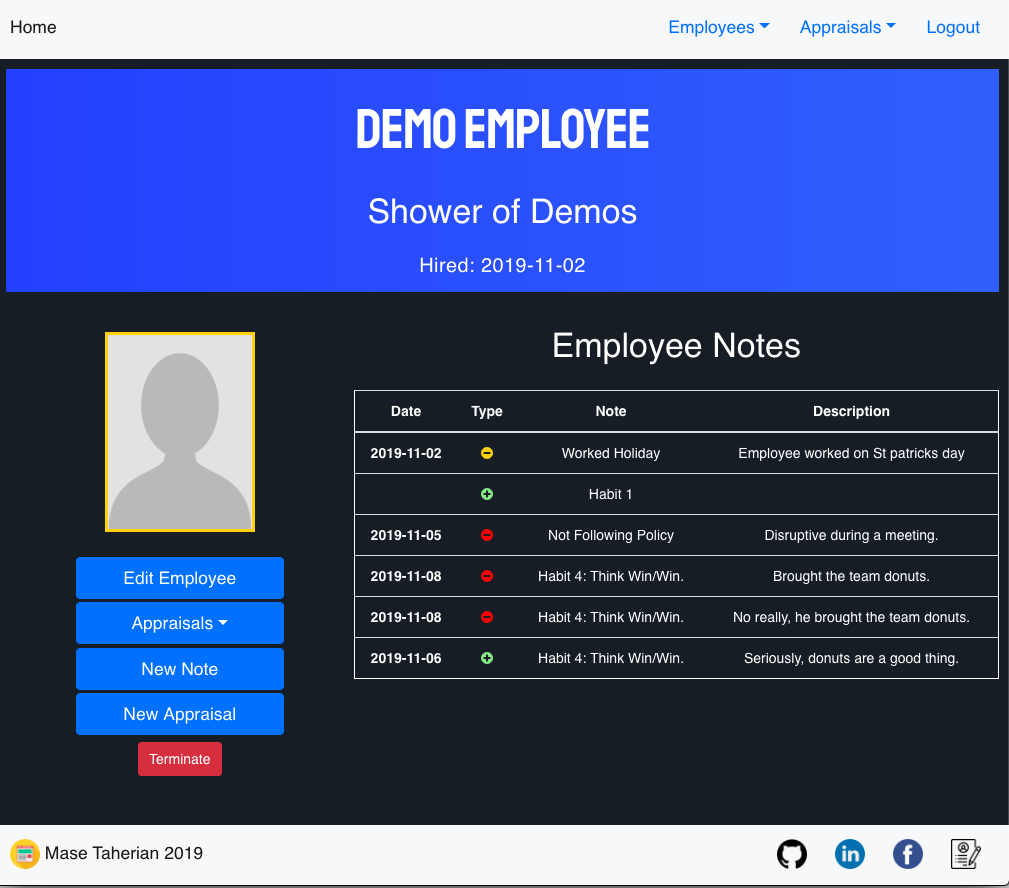 Home Employees Appraisals Logout
DEMO EMPLOYEE
Shower of Demos
Hired: 2019-11-02
Edit Employee
Appraisals
New Note
New Appraisal
Terminate
Employee Notes
Date Type Note Description
2019-11-02 Worked Holiday Employee worked on St patricks day
Habit 1
2019-11-05 Not Following Policy Disruptive during a meeting.
2019-11-08 Habit 4: Think Win/Win. Brought the team donuts.
2019-11-08 Habit 4: Think Win/Win. No really, he brought the team donuts.
2019-11-06 Habit 4: Think Win/Win. Seriously, donuts are a good thing.
Mase Taherian 2019